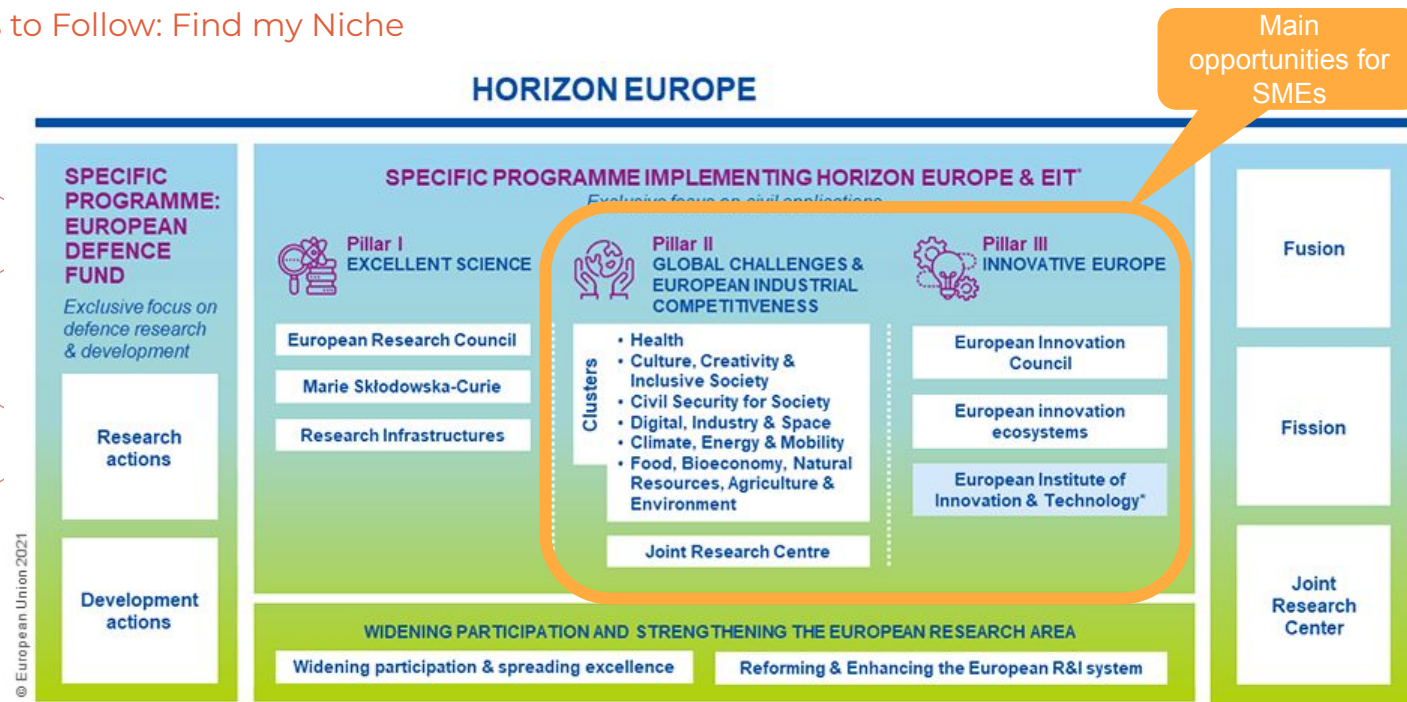 to Follow: Find my Niche
Main
opportunities for
SMEs
HORIZON EUROPE
SPECIFIC
PROGRAMME:
EUROPEAN
DEFENCE
FUND
Exclusive focus on
defence research
& development
Research
actions
Development
actions
SPECIFIC PROGRAMME IMPLEMENTING HORIZON EUROPE & EIT*
Exclusive focus on civil applications
Pillar I
EXCELLENT SCIENCE
European Research Council
Marie Skłodowska-Curie
Research Infrastructures
Pillar II
GLOBAL CHALLENGES &
EUROPEAN INDUSTRIAL
COMPETITIVENESS
Clusters
• Health
• Culture, Creativity &
Inclusive Society
• Civil Security for Society
• Digital, Industry & Space
• Climate, Energy & Mobility
• Food, Bioeconomy, Natural
Resources, Agriculture &
Environment
Joint Research Centre
Pillar III
INNOVATIVE EUROPE
European Innovation
Council
European innovation
ecosystems
European Institute of
Innovation & Technology*
WIDENING PARTICIPATION AND STRENGTHENING THE EUROPEAN RESEARCH AREA
Widening participation & spreading excellence
Reforming & Enhancing the European R&I system
Fusion
Fission
Joint
Research
Center
© European Union 2021